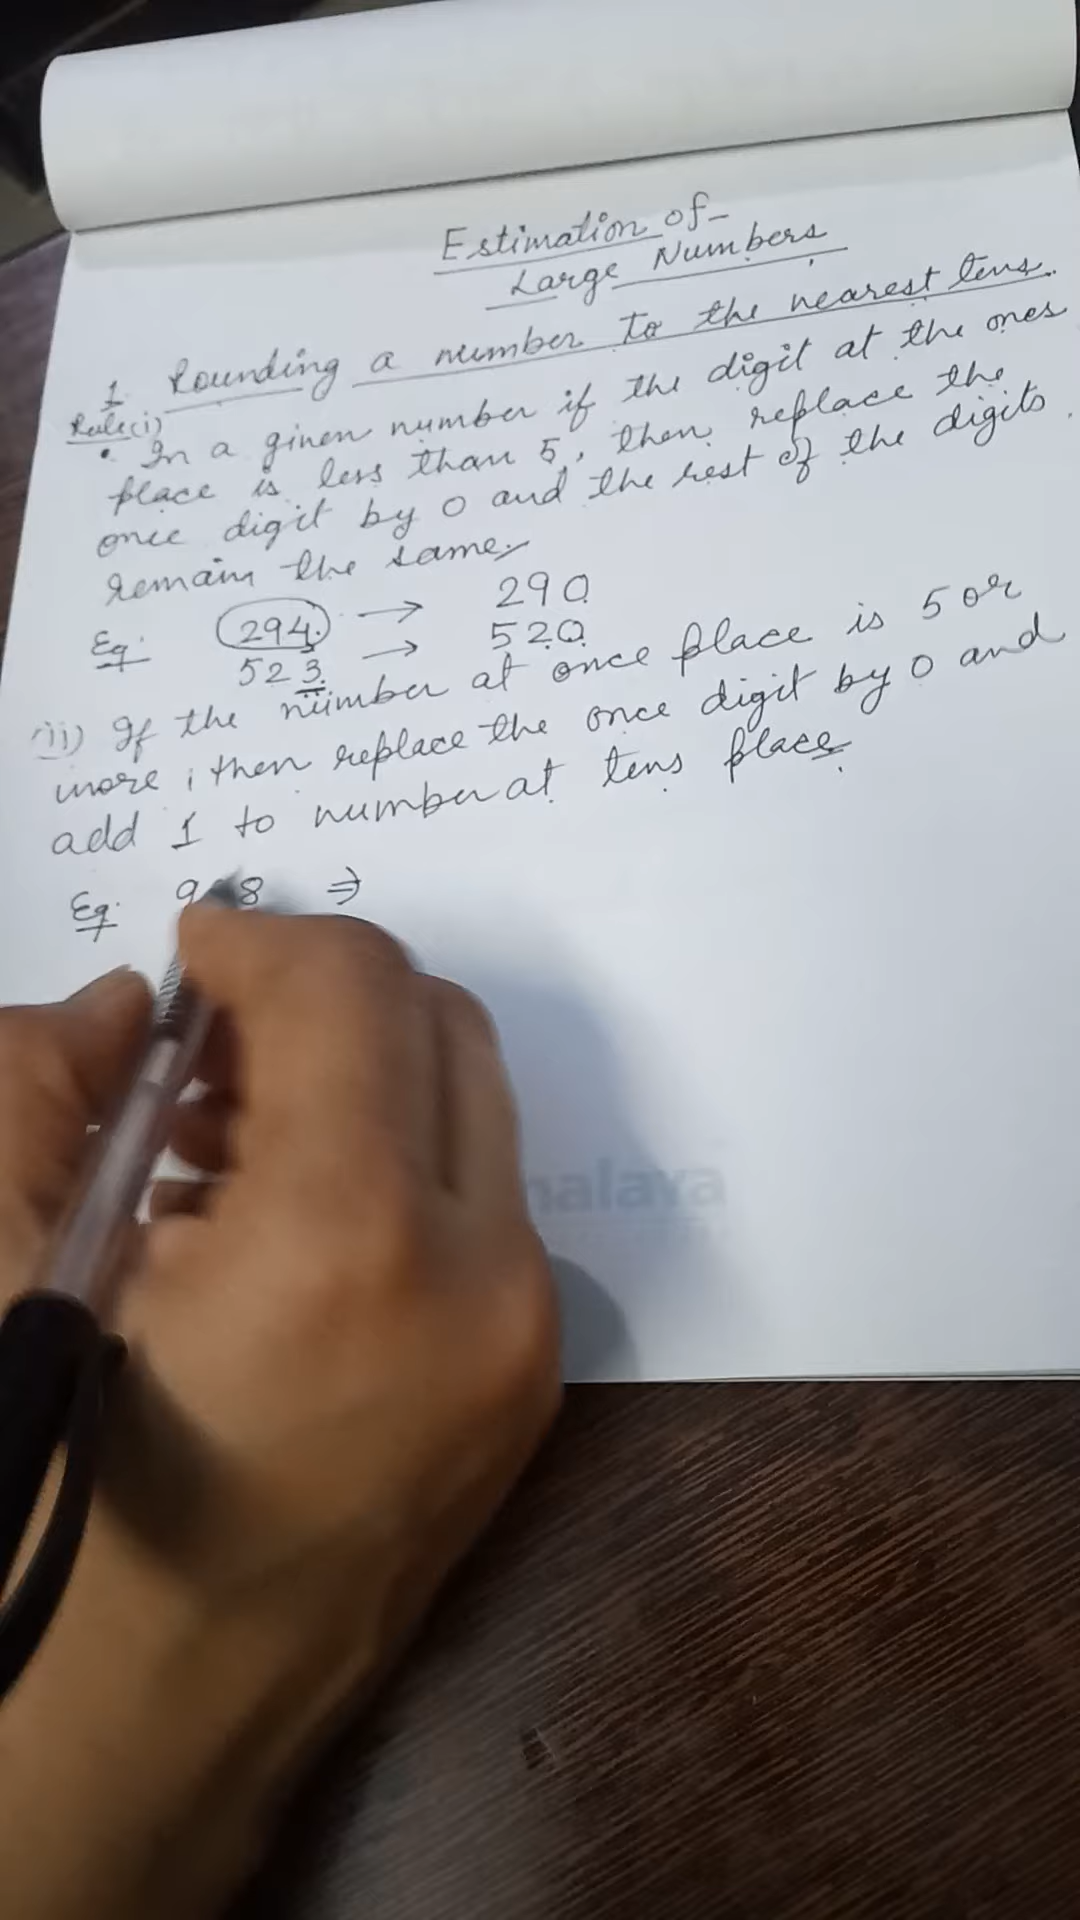 Estimation of-
Large Numbers
1. Rounding a number to the nearest tens.
Rule(i)
• In a given number if the digit at the ones
place is less than 5, then replace the
once digit by 0 and the rest of the digits
remain the same.
Eg: 294. → 290
523. → 520
(ii) If the number at once place is 5 or
more, then replace the once digit by 0 and
add 1 to number at tens place.
Eg. ⇒